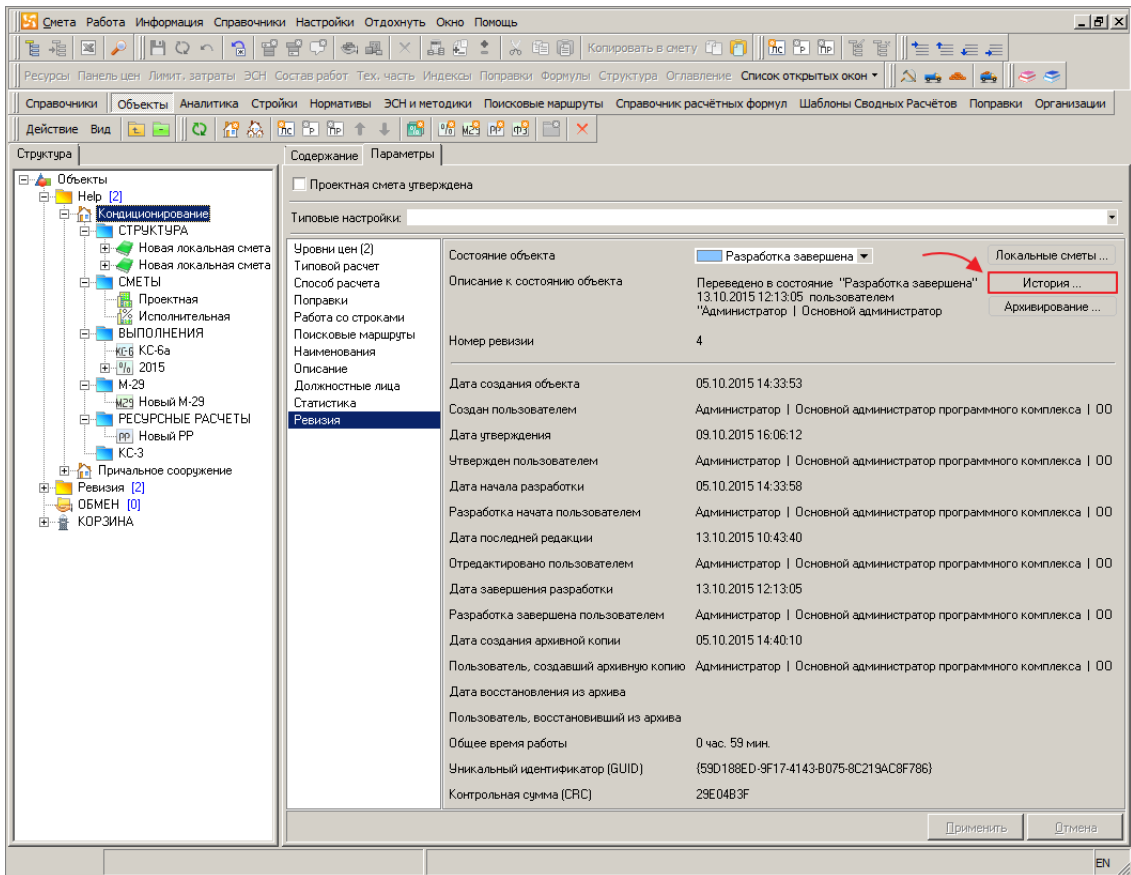 Смета Работа Информация Справочники Настройки Отдохнуть Окно Помощь
Копировать в смету
Ресурсы Панель цен Лимит. затраты ЭСН Состав работ Тех. часть Индексы Поправки Формулы Структура Оглавление Список открытых окон
Справочники Объекты Аналитика Стройки Нормативы ЭСН и методики Поисковые маршруты Справочник расчётных формул Шаблоны Сводных Расчётов Поправки Организации
Действие Вид
Структура
Содержание Параметры
Объекты
Help [2]
Кондиционирование
СТРУКТУРА
Новая локальная смета
Новая локальная смета
СМЕТЫ
Проектная
Исполнительная
ВЫПОЛНЕНИЯ
КС-6 КС-6а
% 2015
М-29
М29 Новый М-29
РЕСУРСНЫЕ РАСЧЕТЫ
РР Новый РР
КС-3
Причальное сооружение
Ревизия [2]
ОБМЕН [0]
КОРЗИНА
Проектная смета утверждена
Типовые настройки:
Уровни цен (2)
Типовой расчет
Способ расчета
Поправки
Работа со строками
Поисковые маршруты
Наименования
Описание
Должностные лица
Статистика
Ревизия
Состояние объекта Разработка завершена Локальные сметы ...
Описание к состоянию объекта Переведено в состояние "Разработка завершена"
13.10.2015 12:13:05 пользователем
"Администратор | Основной администратор
История ...
Архивирование ...
Номер ревизии 4
Дата создания объекта 05.10.2015 14:33:53
Создан пользователем Администратор | Основной администратор программного комплекса | ОО
Дата утверждения 09.10.2015 16:06:12
Утвержден пользователем Администратор | Основной администратор программного комплекса | ОО
Дата начала разработки 05.10.2015 14:33:58
Разработка начата пользователем Администратор | Основной администратор программного комплекса | ОО
Дата последней редакции 13.10.2015 10:43:40
Отредактировано пользователем Администратор | Основной администратор программного комплекса | ОО
Дата завершения разработки 13.10.2015 12:13:05
Разработка завершена пользователем Администратор | Основной администратор программного комплекса | ОО
Дата создания архивной копии 05.10.2015 14:40:10
Пользователь, создавший архивную копию Администратор | Основной администратор программного комплекса | ОО
Дата восстановления из архива
Пользователь, восстановивший из архива
Общее время работы 0 час. 59 мин.
Уникальный идентификатор (GUID) {59D188ED-9F17-4143-B075-8C219AC8F786}
Контрольная сумма (CRC) 29E04B3F
Применить Отмена
EN